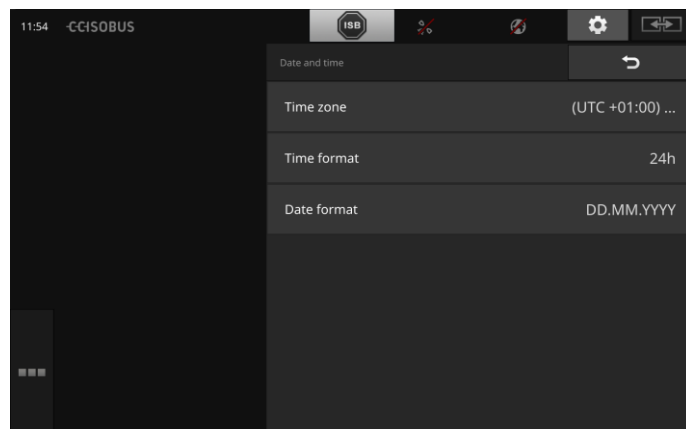 11:54 CCISOBUS ISB
Date and time
Time zone (UTC +01:00) ...
Time format 24h
Date format DD.MM.YYYY